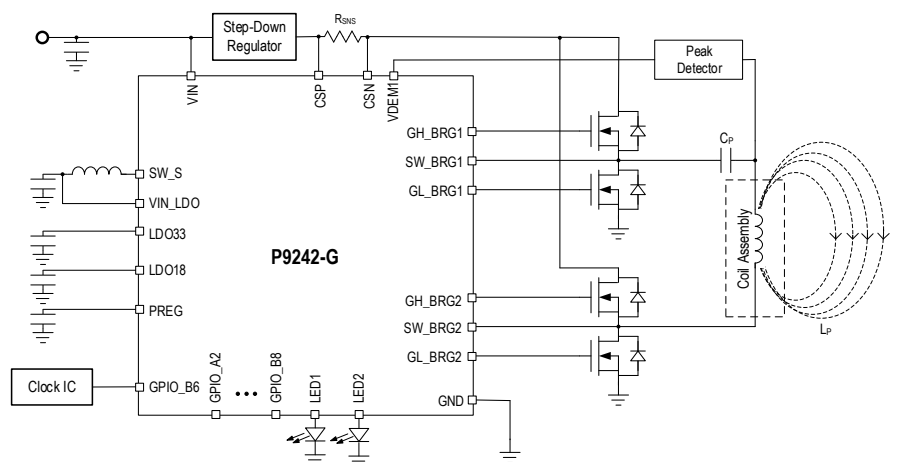 Step-Down
Regulator
RSNS
Peak
Detector
VIN
CSP
CSN
VDEM1
GH_BRG1
SW_BRG1
GL_BRG1
CP
SW_S
VIN_LDO
LDO33
LDO18
PREG
P9242-G
Coil Assembly
LP
GH_BRG2
SW_BRG2
GL_BRG2
Clock IC
GPIO_B6
GPIO_A2
•••
GPIO_B8
LED1
LED2
GND